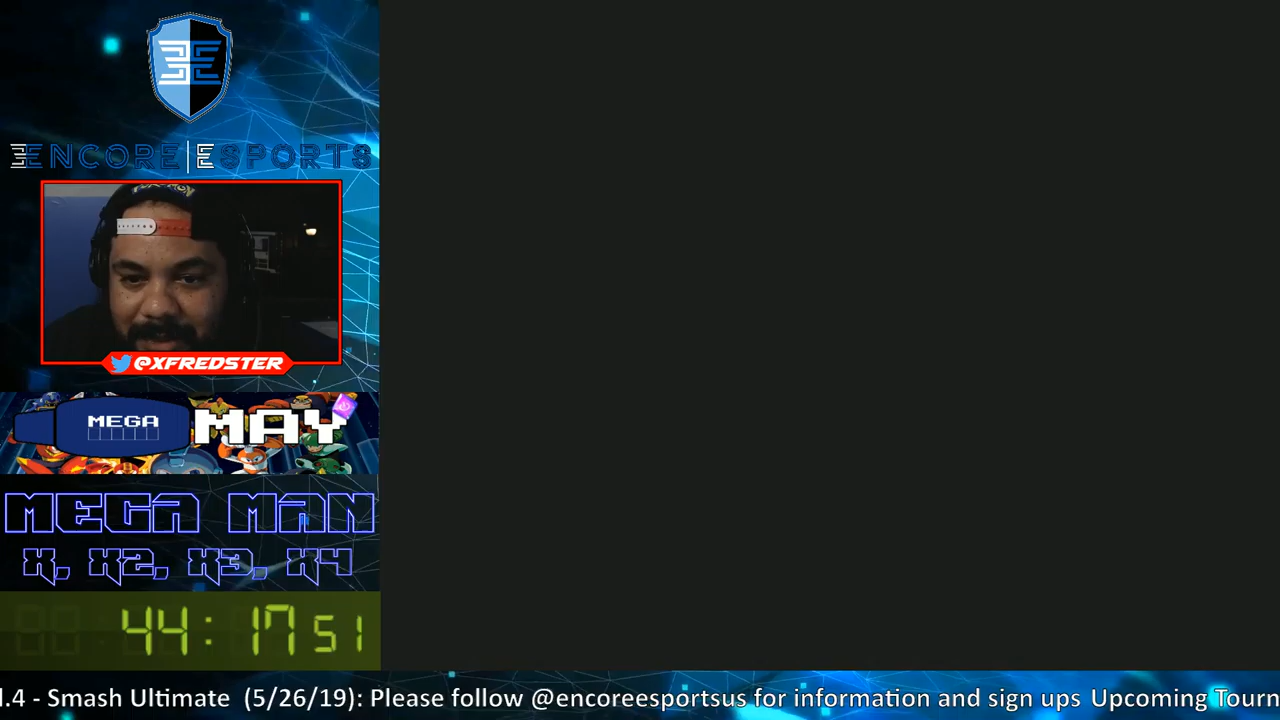 ENCORE|ESPORTS
@XFREDSTER
MEGA MAY
MEGA MAN
X, X2, X3, X4
44:17 51
.4 - Smash Ultimate (5/26/19): Please follow @encoreesportsus for information and sign ups Upcoming Tourn